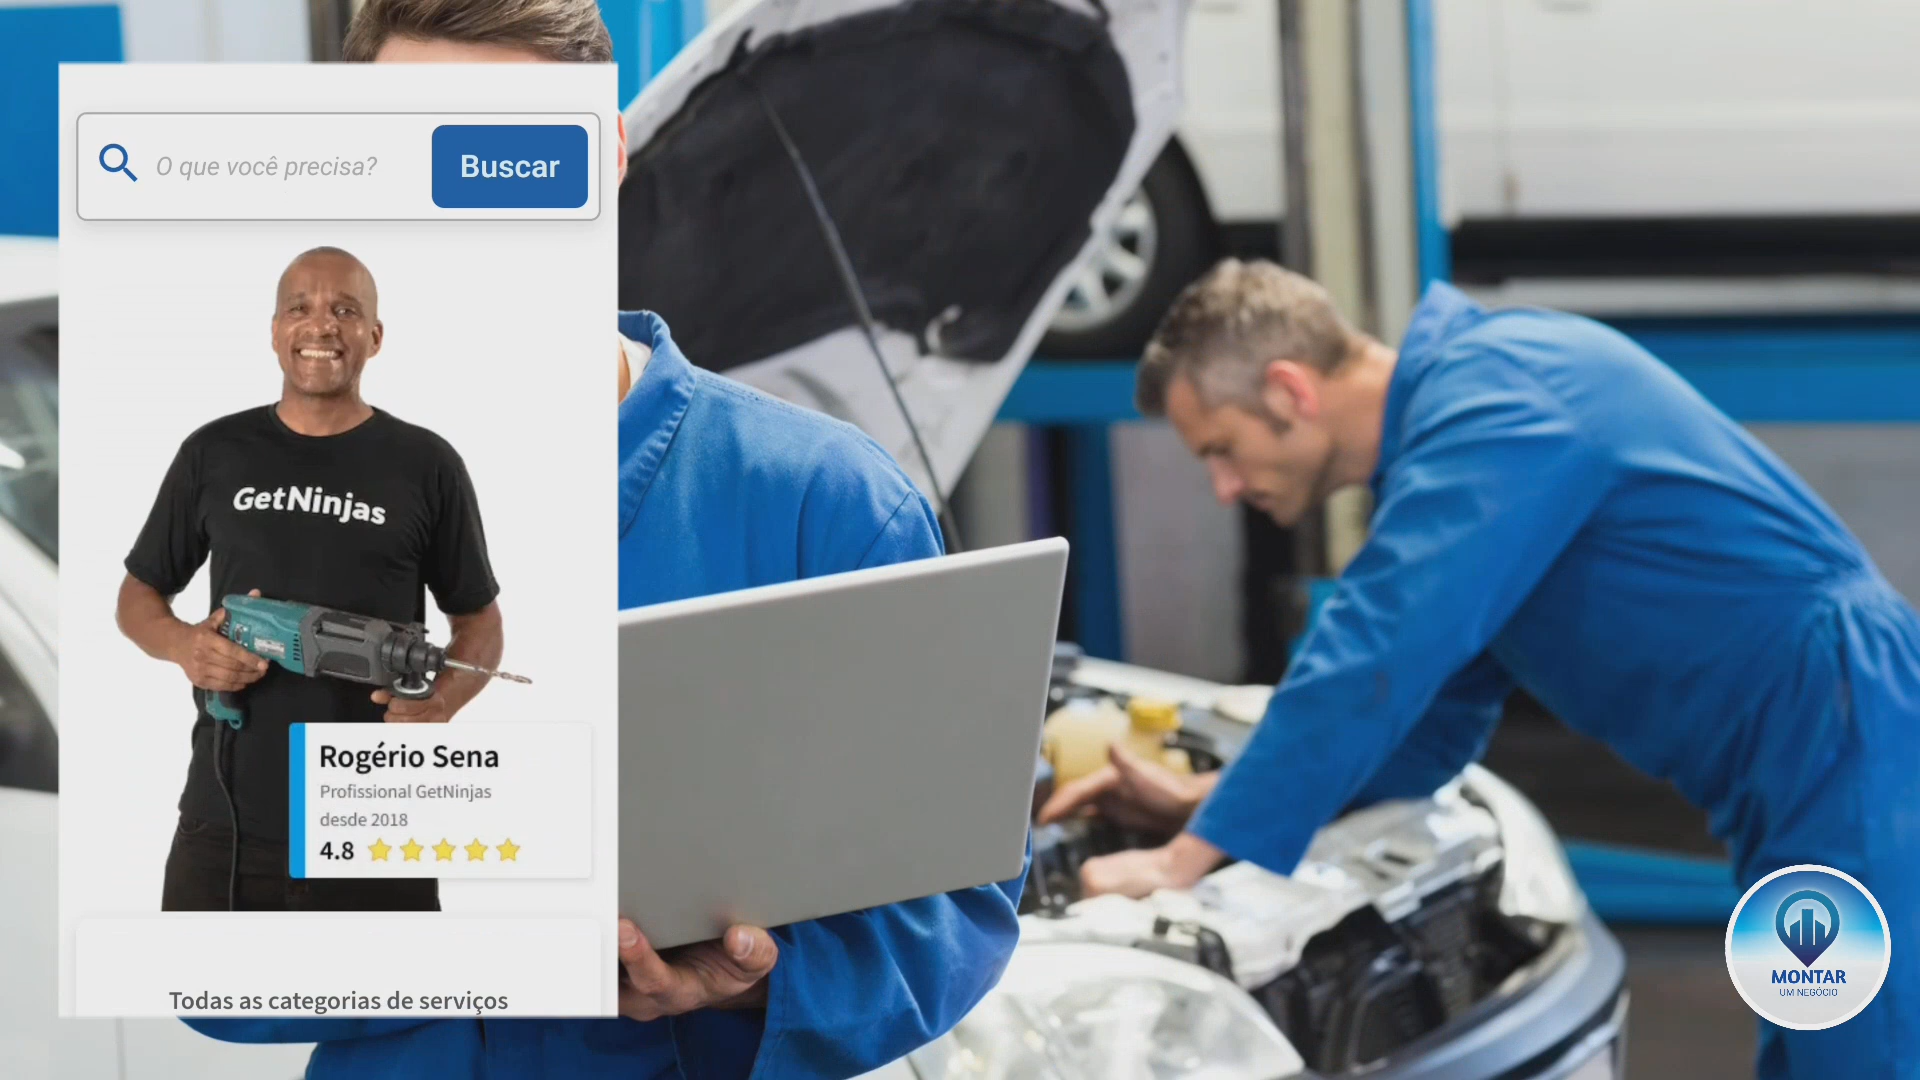 O que você precisa?
Buscar
GetNinjas
Rogério Sena
Profissional GetNinjas
desde 2018
4.8
Todas as categorias de serviços
MONTAR
UM NEGÓCIO